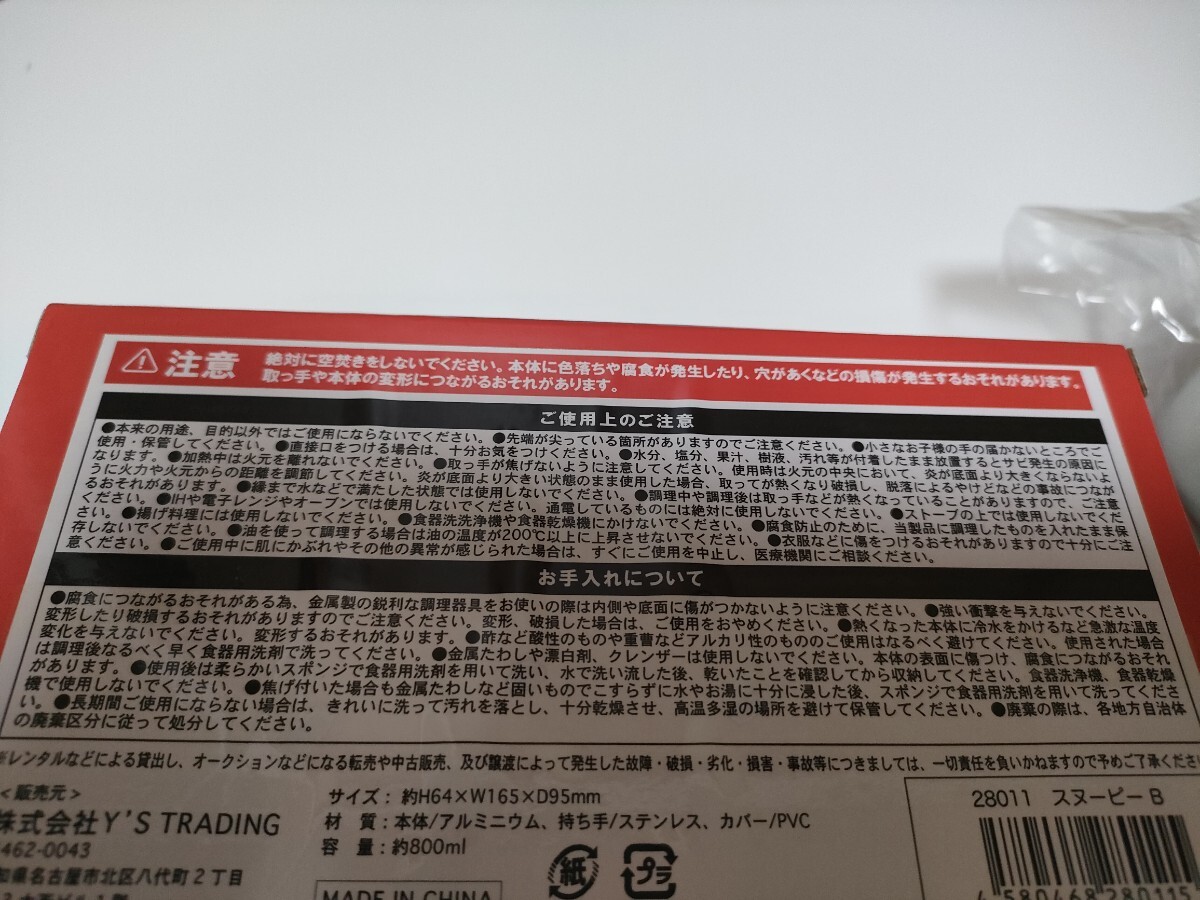 注意
絶対に空焚きをしないでください。本体に色落ちや腐食が発生したり、穴があくなどの損傷が発生するおそれがあります。
取っ手や本体の変形につながるおそれがあります。
ご使用上のご注意
●本来の用途、目的以外ではご使用にならないでください。●先端が尖っている箇所がありますのでご注意ください。●小さなお子様の手の届かないところでご
使用・保管してください。●直接口をつける場合は、十分お気をつけください。●水分、塩分、果汁、樹液、汚れ等が付着したまま放置するとサビ発生の原因に
なります。●加熱中は火元を離れないでください。●取っ手が焦げないように注意してください。使用時は火元の中央において、炎が底面より大きくならないよ
うに火力や火元からの距離を調節してください。炎が底面より大きい状態のまま使用した場合、取ってが熱くなり破損し、脱落によるやけどなどの事故につなが
るおそれがあります。●縁まで水などで満たした状態では使用しないでください。●調理中や調理後は取っ手などが熱くなっていることがありますので、ご注意
ください。●IHや電子レンジやオーブンでは使用しないでください。通電しているものには絶対に使用しないでください。●ストーブの上では使用しないでくだ
さい。●揚げ料理には使用しないでください。●食器洗洗浄機や食器乾燥機にかけないでください。●腐食防止のために、当製品に調理したものを入れたまま保
存しないでください。●油を使って調理する場合は油の温度が200℃以上に上昇させないでください。●衣服などに傷をつけるおそれがありますので十分にご注
意ください。●ご使用中に肌にかぶれやその他の異常が感じられた場合は、すぐにご使用を中止し、医療機関にご相談ください。
お手入れについて
●腐食につながるおそれがある為、金属製の鋭利な調理器具をお使いの際は内側や底面に傷がつかないように注意ください。●強い衝撃を与えないでください。
変形したり破損するおそれがありますのでご注意ください。変形、破損した場合は、ご使用をおやめください。●熱くなった本体に冷水をかけるなど急激な温度
変化を与えないでください。変形するおそれがあります。●酢など酸性のものや重曹などアルカリ性のもののご使用はなるべく避けてください。使用された場合
は調理後なるべく早く食器用洗剤で洗ってください。●金属たわしや漂白剤、クレンザーは使用しないでください。本体の表面に傷つけ、腐食につながるおそれ
があります。●使用後は柔らかいスポンジで食器用洗剤を用いて洗い、水で洗い流した後、乾いたことを確認してから収納してください。食器洗浄機、食器乾燥
機で使用しないでください。●焦げ付いた場合も金属たわしなど固いものでこすらずに水やお湯に十分に浸した後、スポンジで食器用洗剤を用いて洗ってくださ
い。●長期間ご使用にならない場合は、きれいに洗って汚れを落とし、十分乾燥させ、高温多湿の場所を避けて保管してください。●廃棄の際は、各地方自治体
の廃棄区分に従って処分してください。
レンタルなどによる貸出し、オークションなどになる転売や中古販売、及び譲渡によって発生した故障・破損・劣化・損害・事故等につきましては、一切責任を負いかねますので予めご了承くださ
<販売元>
株式会社Y'S TRADING
462-0043
知県名古屋市北区八代町2丁目
サイズ：約H64×W165×D95mm
材 質：本体/アルミニウム、持ち手/ステンレス、カバー/PVC
容 量：約800ml
MADE IN CHINA
紙
プラ
28011 スヌーピーB
4 580468 280115